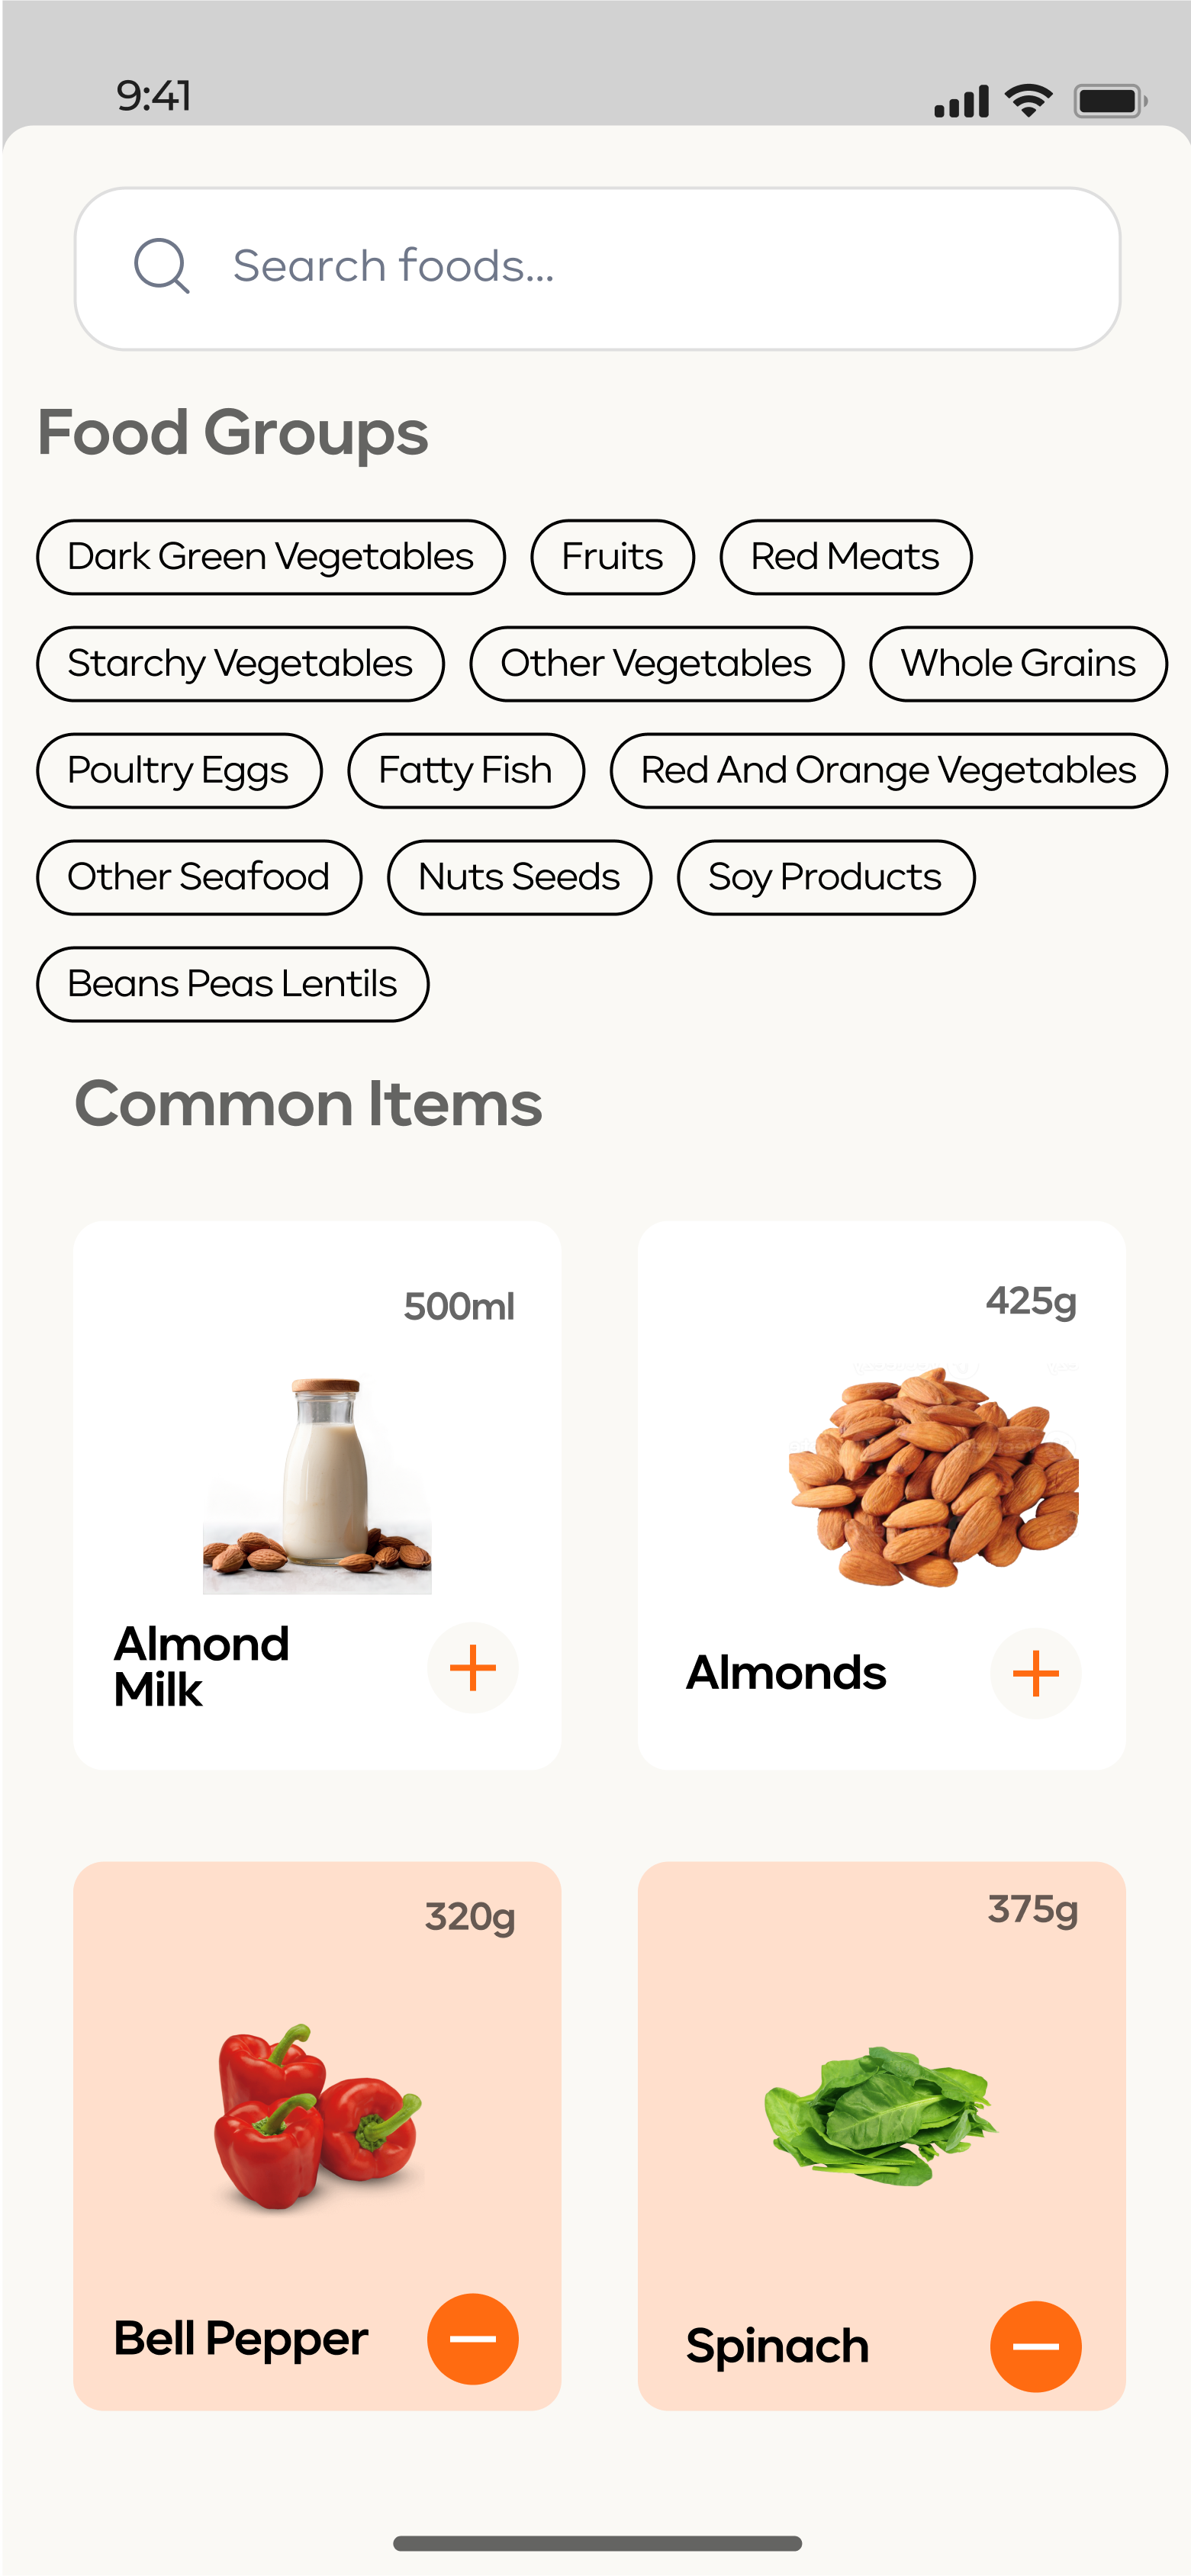 9:41
Search foods...
Food Groups
Dark Green Vegetables
Fruits
Red Meats
Starchy Vegetables
Other Vegetables
Whole Grains
Poultry Eggs
Fatty Fish
Red And Orange Vegetables
Other Seafood
Nuts Seeds
Soy Products
Beans Peas Lentils
Common Items
500ml
425g
Almond
Milk
Almonds
320g
375g
Bell Pepper
Spinach